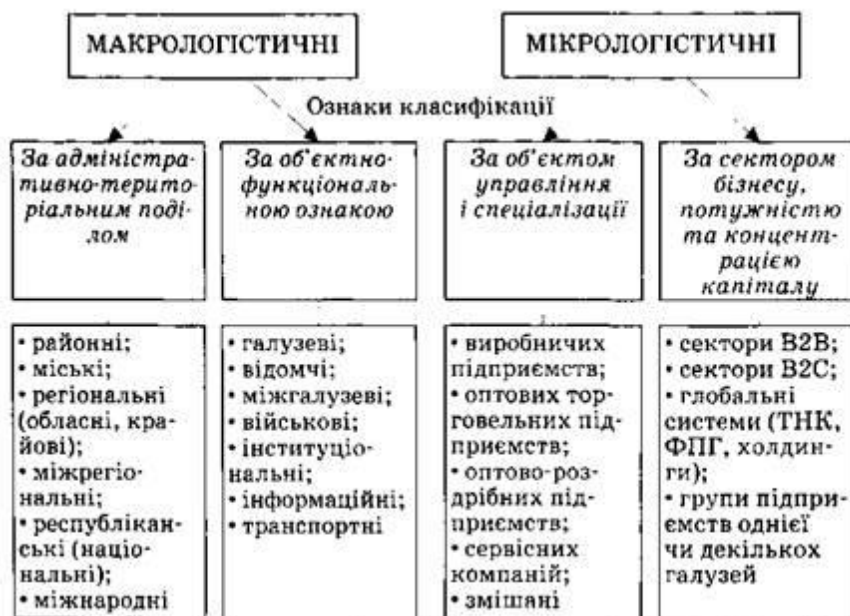 МАКРОЛОГІСТИЧНІ
МІКРОЛОГІСТИЧНІ
Ознаки класифікації
За адміністра-
тивно-терито-
ріальним поді-
лом
За об'єктно-
функціональ-
ною ознакою
За об'єктом
управління
і спеціалізації
За сектором
бізнесу,
потужністю
та концент-
рацією
капіталу
• районні;
• міські;
• регіональні
(обласні, кра-
йові);
• міжрегіо-
нальні;
• республікан-
ські (націо-
нальні);
• міжнародні
• галузеві;
• відомчі;
• міжгалузеві;
• військові;
• інституціо-
нальні;
• інформаційні;
• транспортні
• виробничих
підприємств;
• оптових тор-
говельних під-
приємств;
• оптово-роз-
дрібних під-
приємств;
• сервісних
компаній;
• змішані
• сектори B2B;
• сектори B2C;
• глобальні
системи (ТНК,
ФПГ, холдин-
ги);
• групи підпри-
ємств однієї
чи декількох
галузей